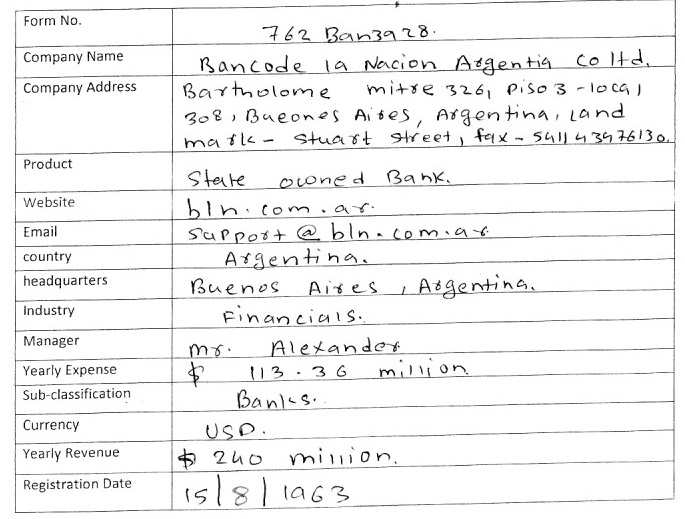 Form No. 762 Banza28.
Company Name Bancode la Nacion Argentia co ltd.
Company Address Bartholome mitre 326, Piso 3 - local
308, Bueones Aires, Argentina, Land
mark - Stuart Street, fax - 541143476130.
Product State owned Bank.
Website bln.com.ar.
Email Support@bln.com.ar
country Argentina.
headquarters Buenos Aires, Argentina.
Industry Financials.
Manager mr. Alexander
Yearly Expense $ 113.36 million
Sub-classification Banks.
Currency USD.
Yearly Revenue $ 240 million.
Registration Date 15/8/1963